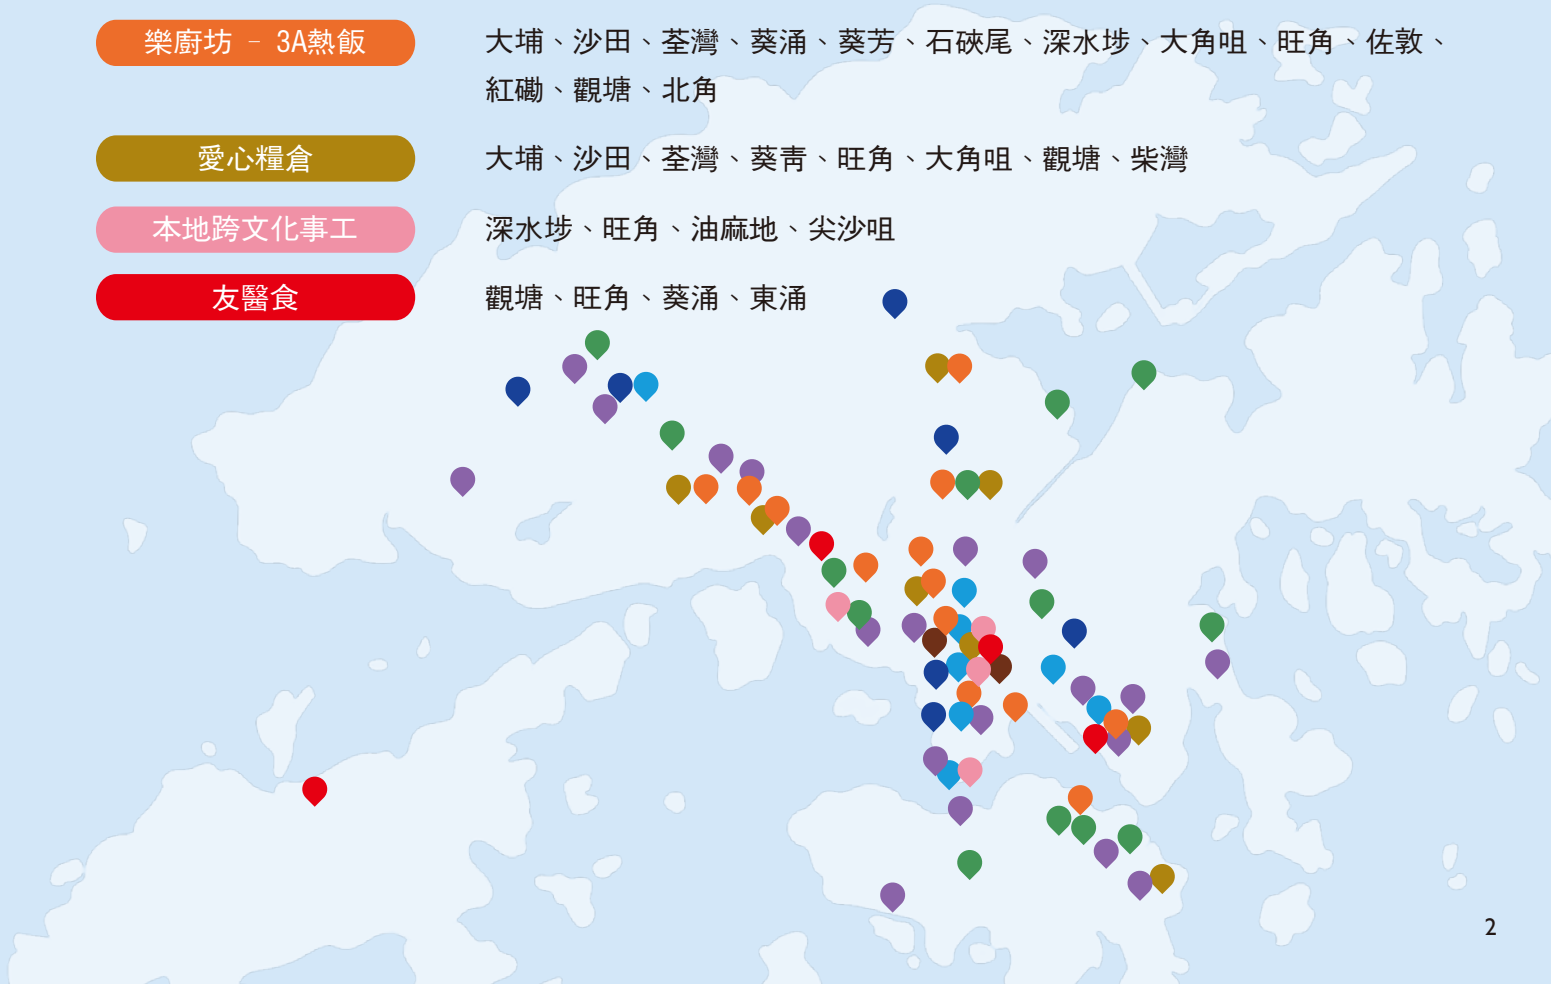 樂廚坊 – 3A熱飯
大埔、沙田、荃灣、葵涌、葵芳、石硤尾、深水埗、大角咀、旺角、佐敦、
紅磡、觀塘、北角
愛心糧倉
大埔、沙田、荃灣、葵靑、旺角、大角咀、觀塘、柴灣
本地跨文化事工
深水埗、旺角、油麻地、尖沙咀
友醫食
觀塘、旺角、葵涌、東涌
2